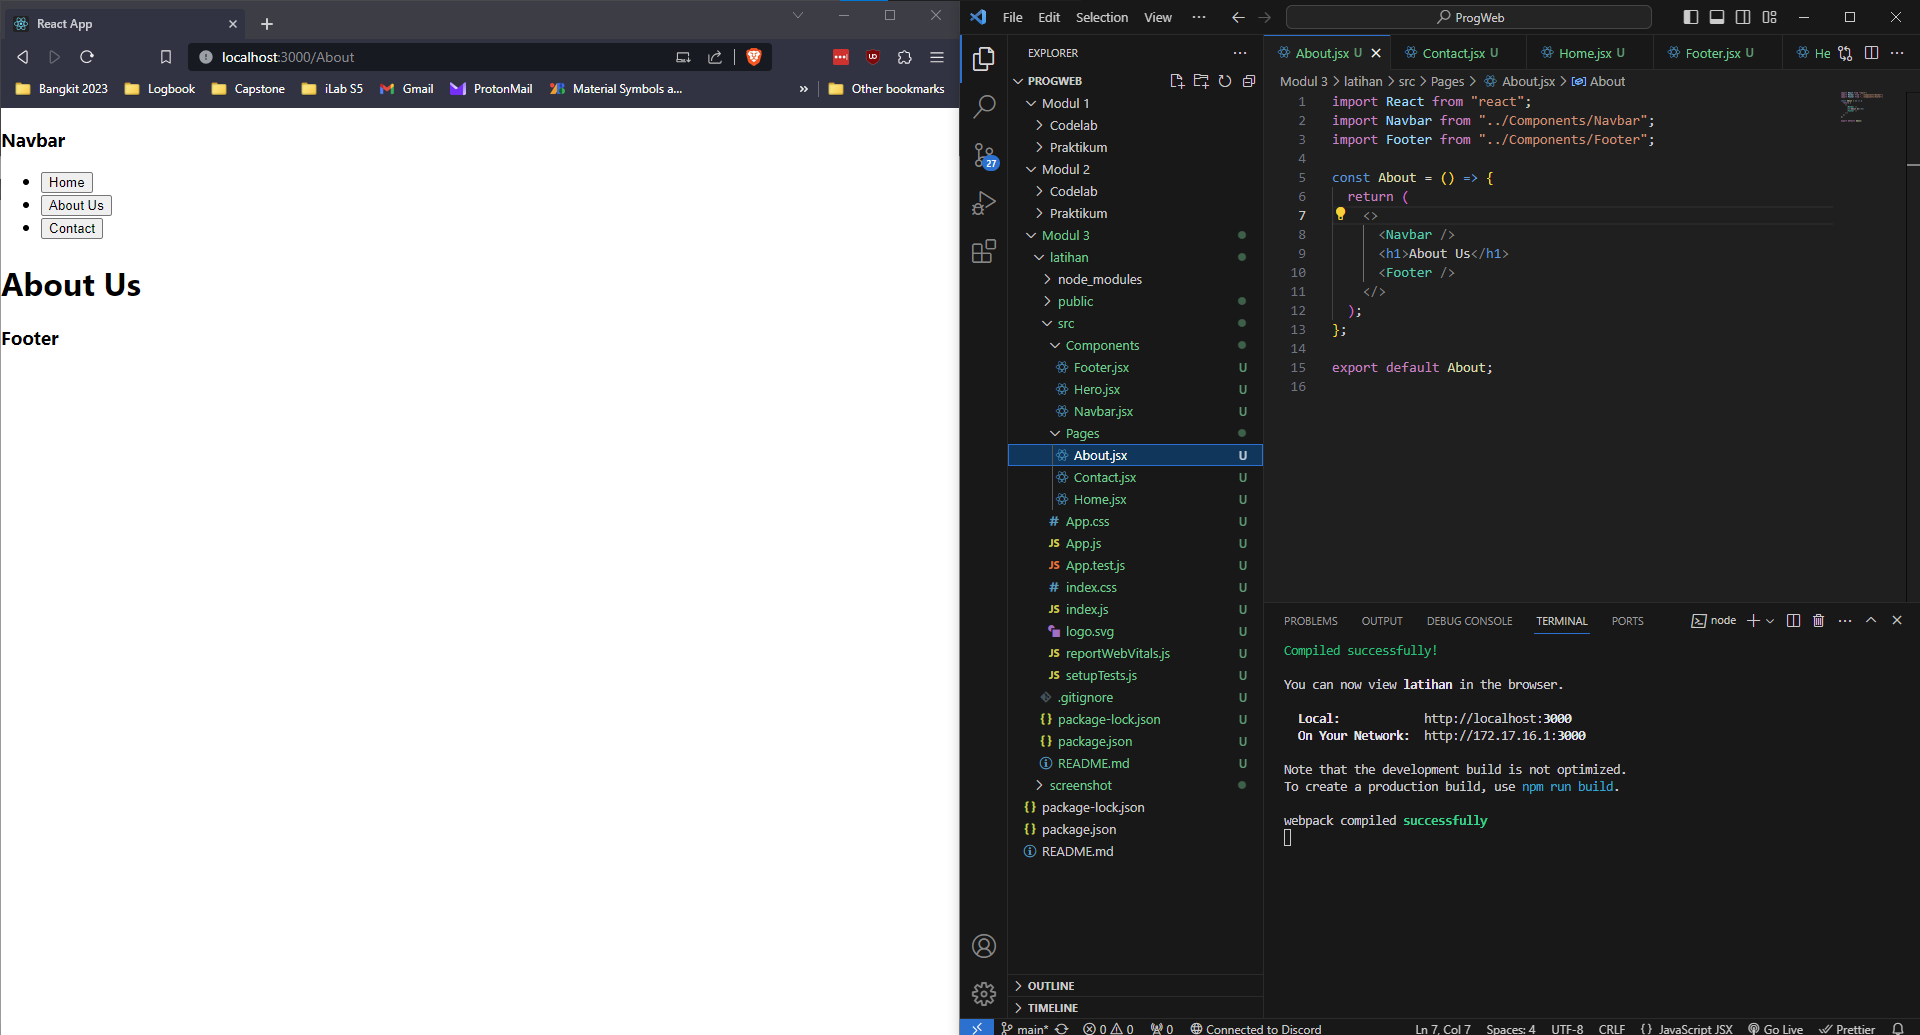 React App
localhost:3000/About
Bangkit 2023
Logbook
Capstone
iLab S5
Gmail
ProtonMail
Material Symbols a...
»
Other bookmarks
Navbar
Home
About Us
Contact
About Us
Footer
File Edit Selection View ···
ProgWeb
EXPLORER
PROGWEB
Modul 1
Codelab
Praktikum
Modul 2
Codelab
Praktikum
Modul 3
latihan
node_modules
public
src
Components
Footer.jsx U
Hero.jsx U
Navbar.jsx U
Pages
About.jsx U
Contact.jsx U
Home.jsx U
# App.css U
JS App.js U
JS App.test.js U
# index.css U
JS index.js U
logo.svg U
JS reportWebVitals.js U
JS setupTests.js U
.gitignore U
{} package-lock.json U
{} package.json U
README.md U
screenshot
{} package-lock.json
{} package.json
README.md
OUTLINE
TIMELINE
27
About.jsx U
Contact.jsx U
Home.jsx U
Footer.jsx U
He
Modul 3 > latihan > src > Pages > About.jsx > About
1 import React from "react";
2 import Navbar from "../Components/Navbar";
3 import Footer from "../Components/Footer";
4
5 const About = () => {
6 return (
7 <>
8 <Navbar />
9 <h1>About Us</h1>
10 <Footer />
11 </>
12 );
13 };
14
15 export default About;
16
PROBLEMS OUTPUT DEBUG CONSOLE TERMINAL PORTS
node
Compiled successfully!
You can now view latihan in the browser.
Local: http://localhost:3000
On Your Network: http://172.17.16.1:3000
Note that the development build is not optimized.
To create a production build, use npm run build.
webpack compiled successfully
main* 0 0 0 Connected to Discord Ln 7, Col 7 Spaces: 4 UTF-8 CRLF {} JavaScript JSX Go Live Prettier